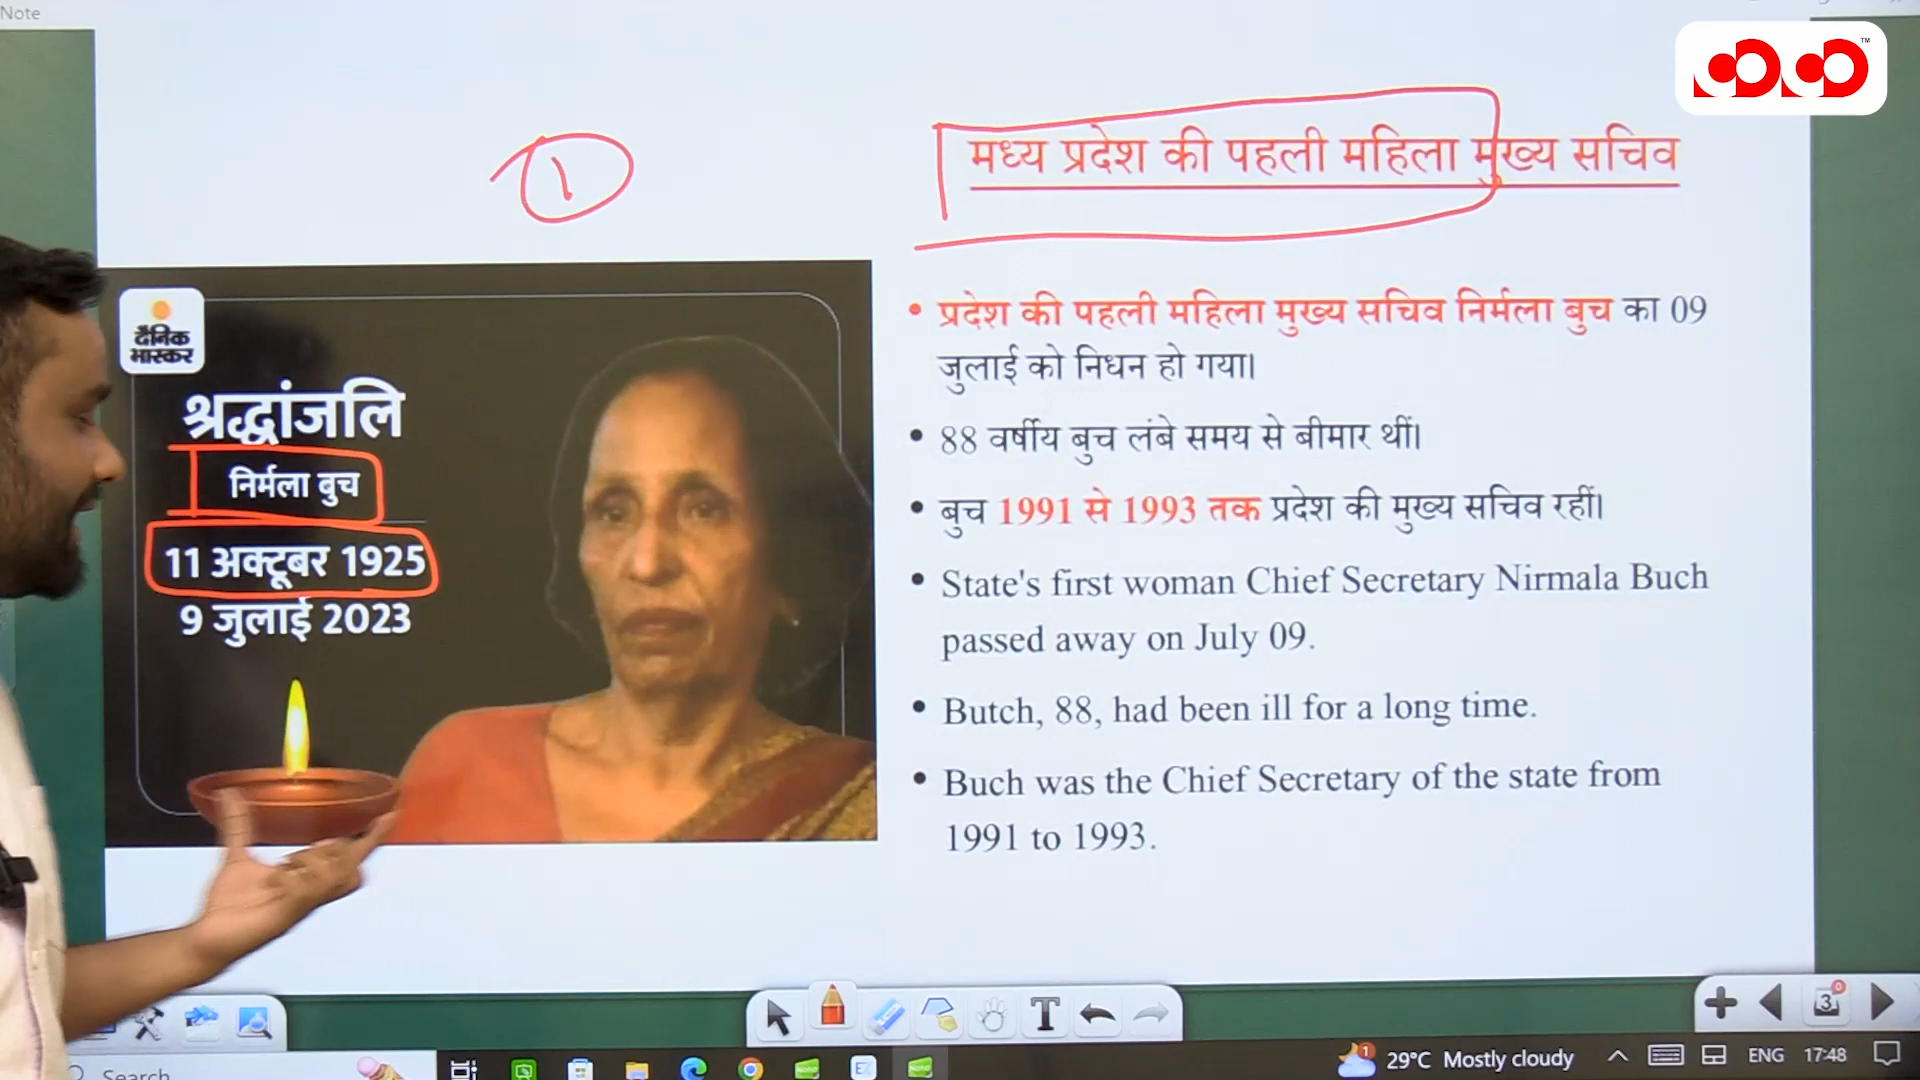 Note
TM
१
मध्य प्रदेश की पहली महिला मुख्य सचिव
दैनिक
भास्कर
श्रद्धांजलि
निर्मला बुच
11 अक्टूबर 1925
9 जुलाई 2023
• प्रदेश की पहली महिला मुख्य सचिव निर्मला बुच का 09
जुलाई को निधन हो गया।
• 88 वर्षीय बुच लंबे समय से बीमार थीं।
• बुच 1991 से 1993 तक प्रदेश की मुख्य सचिव रहीं।
• State's first woman Chief Secretary Nirmala Buch
passed away on July 09.
• Butch, 88, had been ill for a long time.
• Buch was the Chief Secretary of the state from
1991 to 1993.
T
3
0
Search
1
29°C Mostly cloudy
ENG
17:48